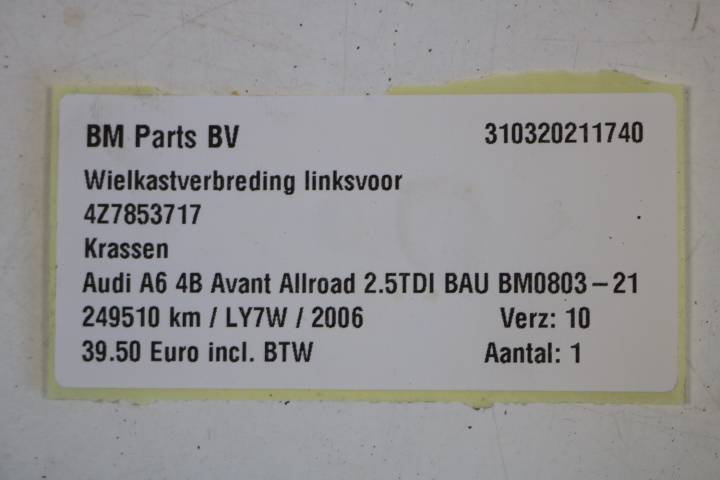 BM Parts BV 310320211740
Wielkastverbreding linksvoor
4Z7853717
Krassen
Audi A6 4B Avant Allroad 2.5TDI BAU BM0803-21
249510 km / LY7W / 2006 Verz: 10
39.50 Euro incl. BTW Aantal: 1